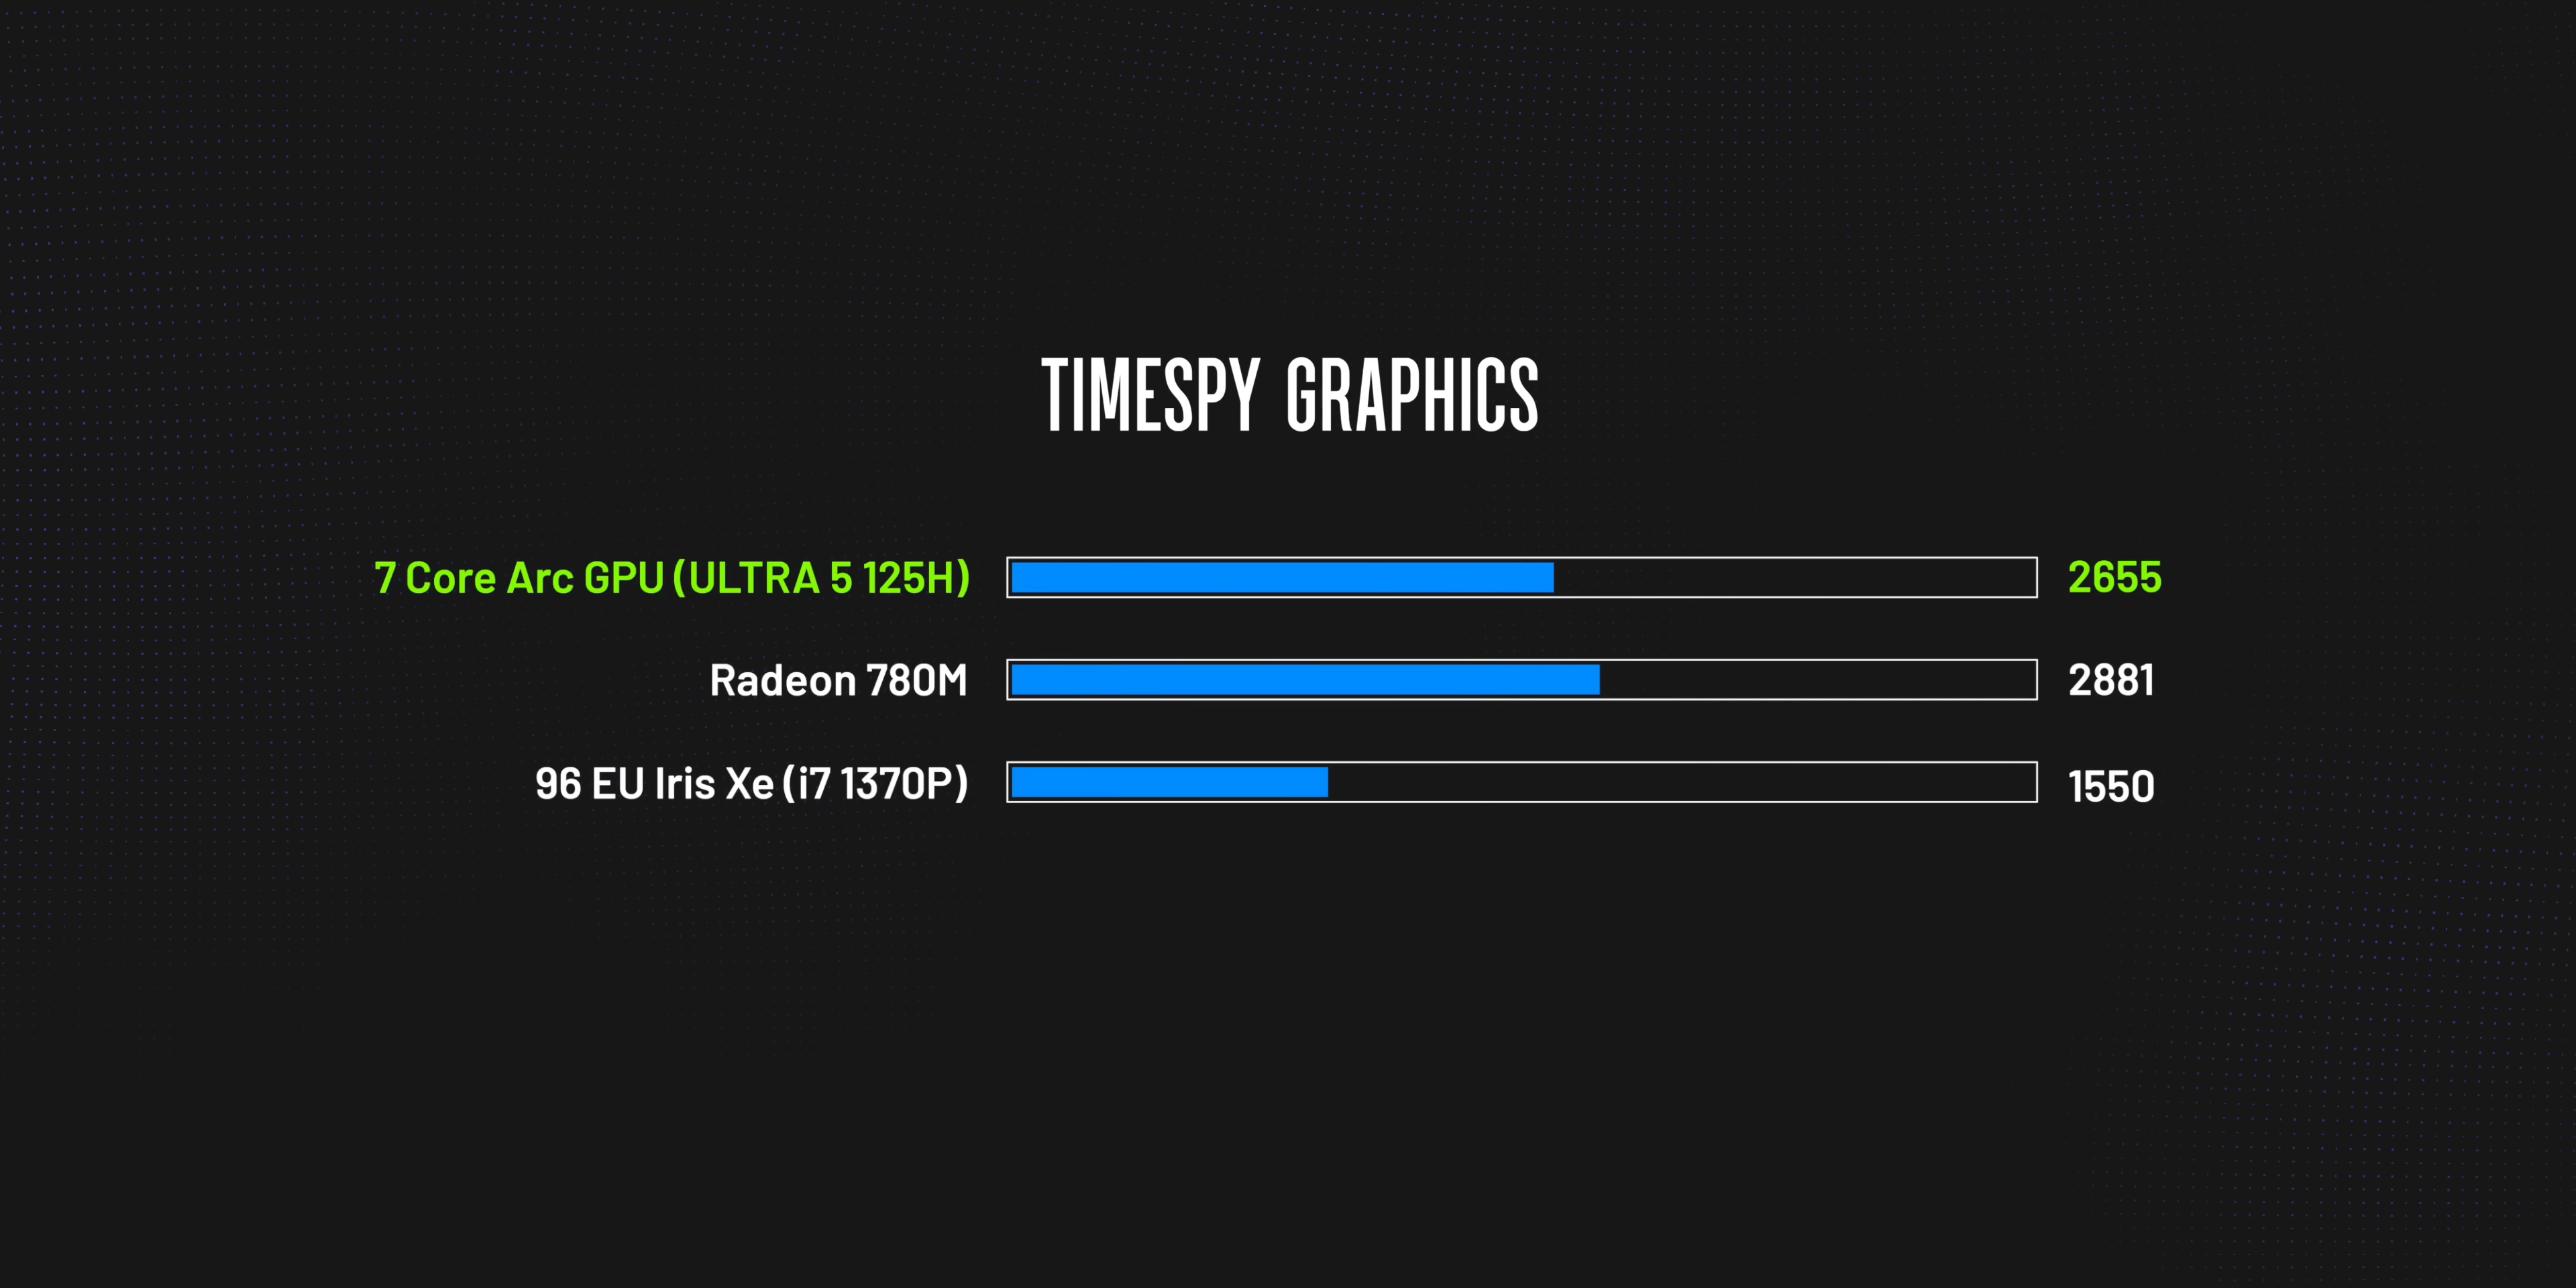 TIMESPY GRAPHICS
7 Core Arc GPU (ULTRA 5 125H) 2655
Radeon 780M 2881
96 EU Iris Xe (i7 1370P) 1550